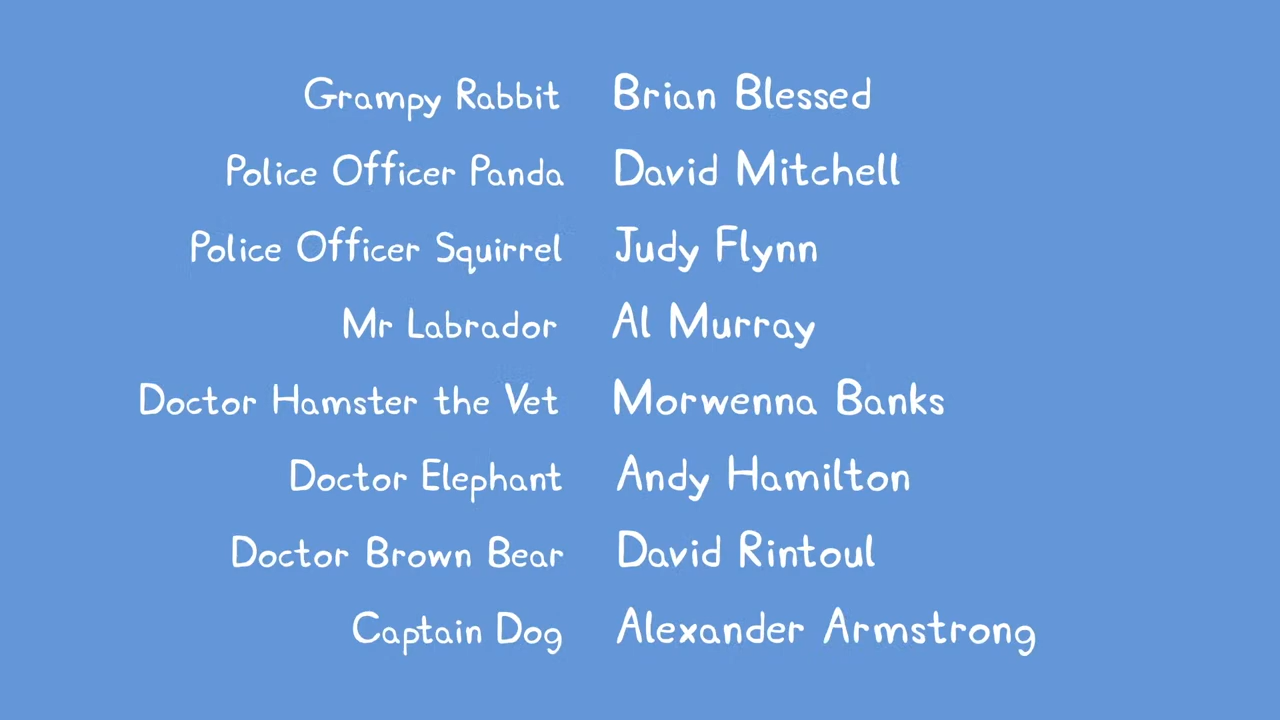 Grampy Rabbit Brian Blessed
Police Officer Panda David Mitchell
Police Officer Squirrel Judy Flynn
Mr Labrador Al Murray
Doctor Hamster the Vet Morwenna Banks
Doctor Elephant Andy Hamilton
Doctor Brown Bear David Rintoul
Captain Dog Alexander Armstrong